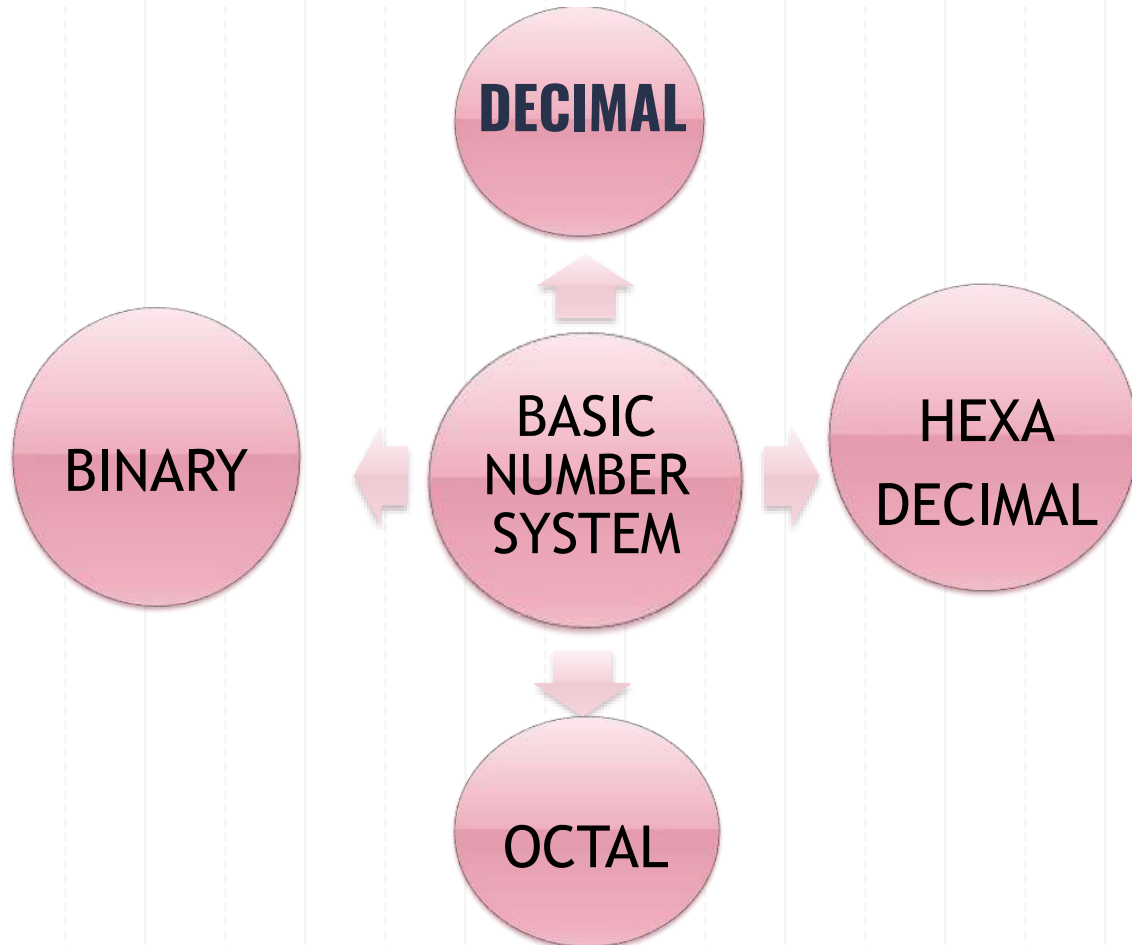 DECIMAL
BINARY
BASIC
NUMBER
SYSTEM
HEXA
DECIMAL
OCTAL